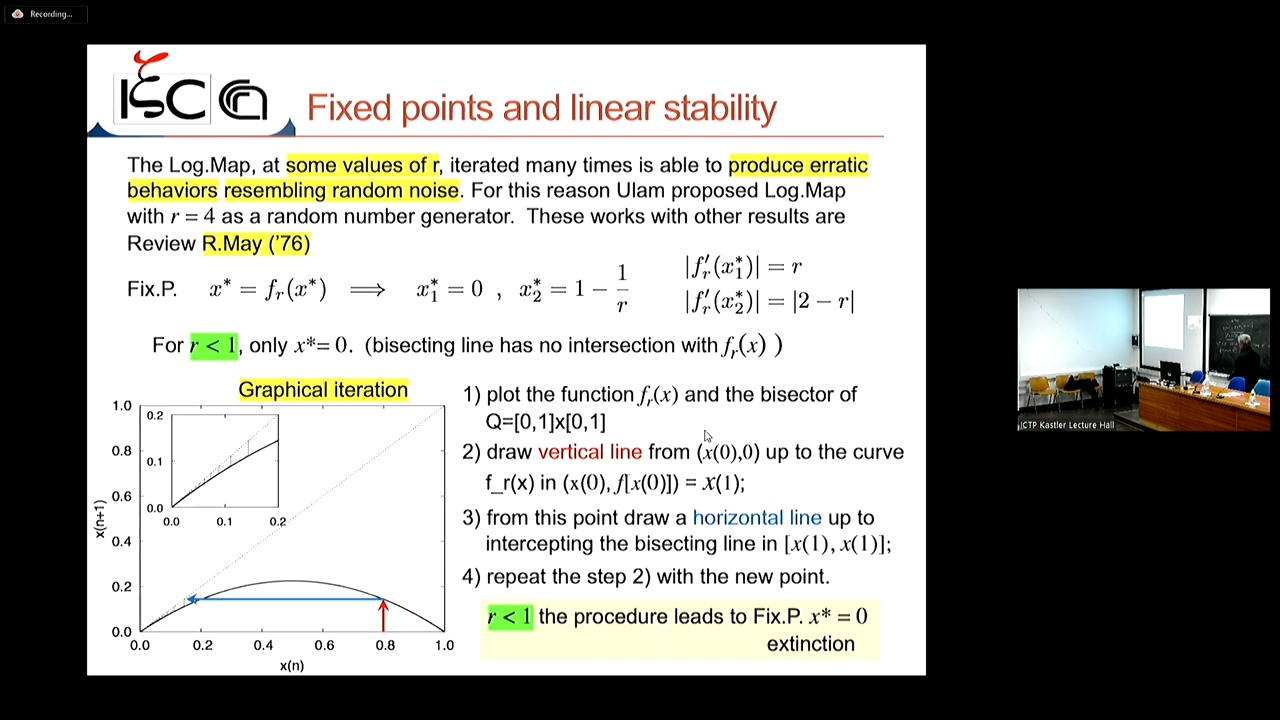 Recording...
ISC cnr
Fixed points and linear stability
The Log.Map, at some values of r, iterated many times is able to produce erratic
behaviors resembling random noise. For this reason Ulam proposed Log.Map
with r = 4 as a random number generator. These works with other results are
Review R.May ('76)
Fix.P. x* = f_r(x*) ⟹ x₁* = 0 , x₂* = 1 − 1/r
|f′_r(x₁*)| = r
|f′_r(x₂*)| = |2 − r|
For r < 1, only x*= 0. (bisecting line has no intersection with f_r(x) )
Graphical iteration
1.0
0.8
0.6
0.4
0.2
0.0
x(n+1)
0.2
0.1
0.0
0.0 0.1 0.2
0.0 0.2 0.4 0.6 0.8 1.0
x(n)
1) plot the function f_r(x) and the bisector of
Q=[0,1]x[0,1]
2) draw vertical line from (x(0),0) up to the curve
f_r(x) in (x(0), f[x(0)]) = x(1);
3) from this point draw a horizontal line up to
intercepting the bisecting line in [x(1), x(1)];
4) repeat the step 2) with the new point.
r < 1 the procedure leads to Fix.P. x* = 0
extinction
ICTP Kastler Lecture Hall